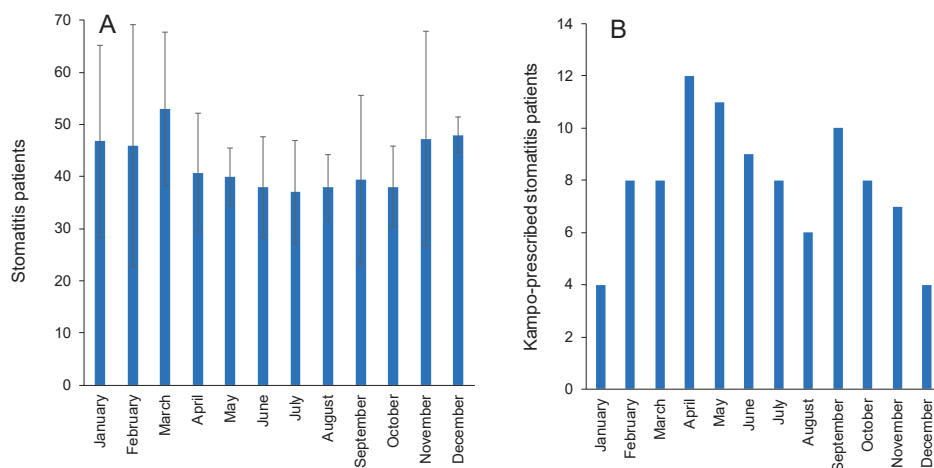 A
Stomatitis patients
70
60
50
40
30
20
10
0
January
February
March
April
May
June
July
August
September
October
November
December
B
Kampo-prescribed stomatitis patients
14
12
10
8
6
4
2
0
January
February
March
April
May
June
July
August
September
October
November
December